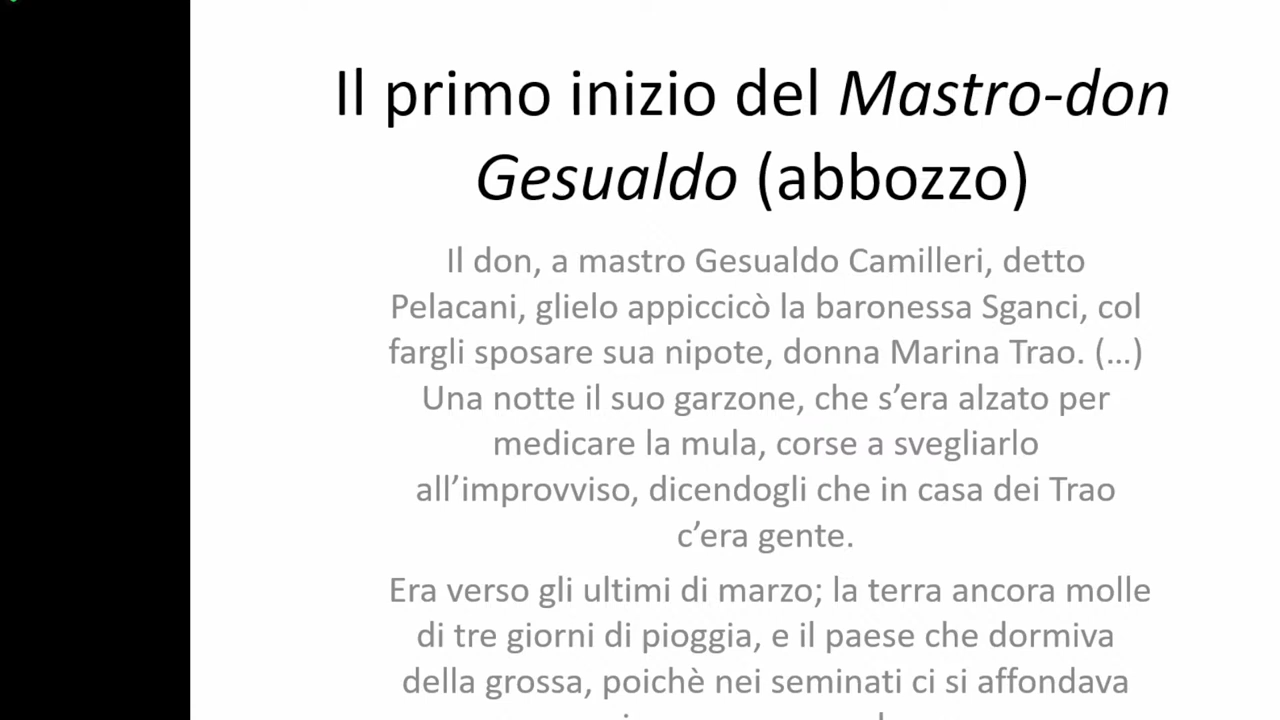 Il primo inizio del Mastro-don
Gesualdo (abbozzo)
Il don, a mastro Gesualdo Camilleri, detto
Pelacani, glielo appiccicò la baronessa Sganci, col
fargli sposare sua nipote, donna Marina Trao. (…)
Una notte il suo garzone, che s’era alzato per
medicare la mula, corse a svegliarlo
all’improvviso, dicendogli che in casa dei Trao
c’era gente.
Era verso gli ultimi di marzo; la terra ancora molle
di tre giorni di pioggia, e il paese che dormiva
della grossa, poichè nei seminati ci si affondava